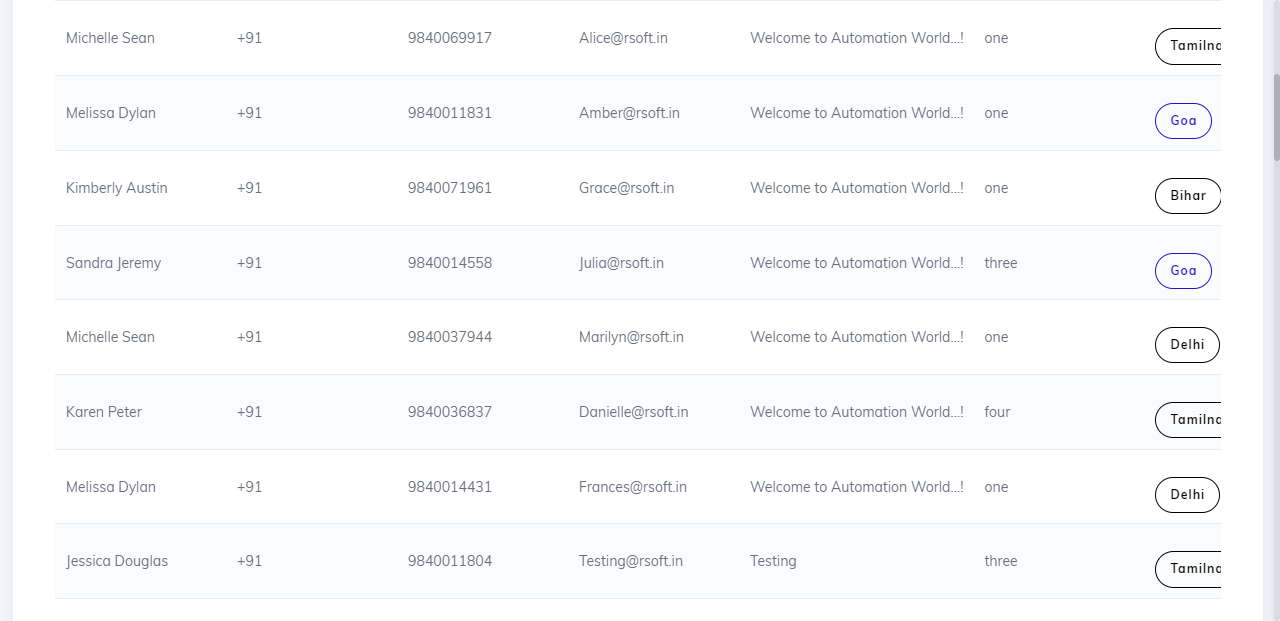 Michelle Sean +91 9840069917 Alice@rsoft.in Welcome to Automation World...! one
Melissa Dylan +91 9840011831 Amber@rsoft.in Welcome to Automation World...! one Goa
Kimberly Austin +91 9840071961 Grace@rsoft.in Welcome to Automation World...! one Bihar
Sandra Jeremy +91 9840014558 Julia@rsoft.in Welcome to Automation World...! three Goa
Michelle Sean +91 9840037944 Marilyn@rsoft.in Welcome to Automation World...! one Delhi
Karen Peter +91 9840036837 Danielle@rsoft.in Welcome to Automation World...! four
Melissa Dylan +91 9840014431 Frances@rsoft.in Welcome to Automation World...! one Delhi
Jessica Douglas +91 9840011804 Testing@rsoft.in Testing three